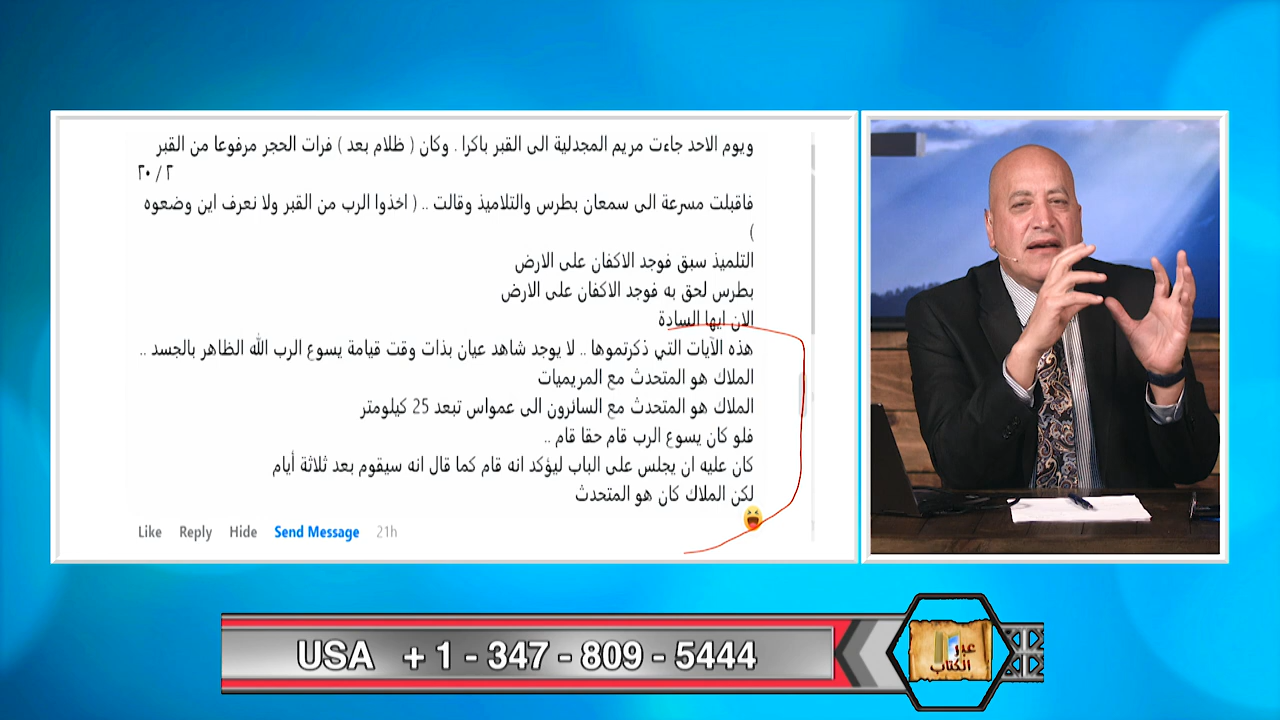 ويوم الاحد جاءت مريم المجدلية الى القبر باكرا . وكان ( ظلام بعد ) فرات الحجر مرفوعا من القبر
٢ / ٢٠
فاقبلت مسرعة الى سمعان بطرس والتلاميذ وقالت .. ( اخذوا الرب من القبر ولا نعرف اين وضعوه
)
التلميذ سبق فوجد الاكفان على الارض
بطرس لحق به فوجد الاكفان على الارض
الان ايها السادة
هذه الآيات التي ذكرتموها .. لا يوجد شاهد عيان بذات وقت قيامة يسوع الرب الله الظاهر بالجسد ..
الملاك هو المتحدث مع المريميات
الملاك هو المتحدث مع السائرون الى عمواس تبعد 25 كيلومتر
فلو كان يسوع الرب قام حقا قام ..
كان عليه ان يجلس على الباب ليؤكد انه قام كما قال انه سيقوم بعد ثلاثة أيام
لكن الملاك كان هو المتحدث
Like Reply Hide Send Message 21h
USA + 1 - 347 - 809 - 5444
عبر
الكتاب